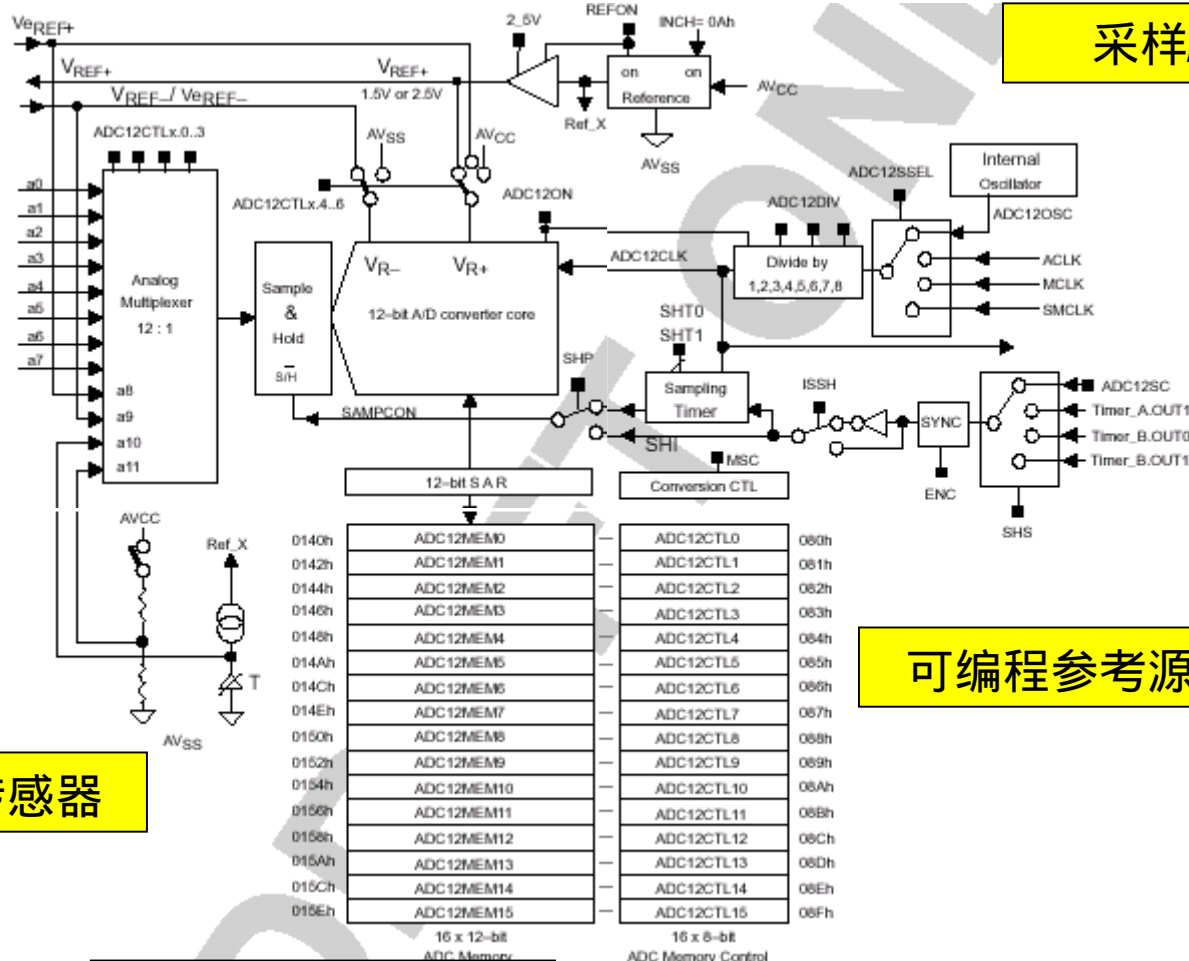 REFON
VeREF+
2_5V
INCH= 0Ah
采样
VREF+
VREF+
1.5V or 2.5V
on on
Reference
AVCC
VREF–/ VeREF–
Ref_X
AVSS
ADC12CTLx.0..3
AVSS
AVCC
ADC12SSEL
Internal
Oscillator
ADC12CTLx.4..6
ADC12ON
ADC12DIV
ADC12OSC
a0
a1
a2
a3
a4
a5
a6
a7
a8
a9
a10
a11
Analog
Multiplexer
12 : 1
Sample
&
Hold
S/H
VR–
VR+
12–bit A/D converter core
ADC12CLK
Divide by
1,2,3,4,5,6,7,8
ACLK
MCLK
SMCLK
SHT0
SHT1
SHP
Sampling
Timer
ISSH
SAMPCON
SHI
SYNC
ADC12SC
Timer_A.OUT1
Timer_B.OUT0
Timer_B.OUT1
MSC
ENC
SHS
12–bit S A R
Conversion CTL
AVCC
Ref_X
T
AVSS
0140h ADC12MEM0 — ADC12CTL0 080h
0142h ADC12MEM1 — ADC12CTL1 081h
0144h ADC12MEM2 — ADC12CTL2 082h
0146h ADC12MEM3 — ADC12CTL3 083h
0148h ADC12MEM4 — ADC12CTL4 084h
014Ah ADC12MEM5 — ADC12CTL5 085h
014Ch ADC12MEM6 — ADC12CTL6 086h
014Eh ADC12MEM7 — ADC12CTL7 087h
0150h ADC12MEM8 — ADC12CTL8 088h
0152h ADC12MEM9 — ADC12CTL9 089h
0154h ADC12MEM10 — ADC12CTL10 08Ah
0156h ADC12MEM11 — ADC12CTL11 08Bh
0158h ADC12MEM12 — ADC12CTL12 08Ch
015Ah ADC12MEM13 — ADC12CTL13 08Dh
015Ch ADC12MEM14 — ADC12CTL14 08Eh
015Eh ADC12MEM15 — ADC12CTL15 08Fh
可编程参考源
感器
16 x 12–bit
ADC Memory
16 x 8–bit
ADC Memory Control